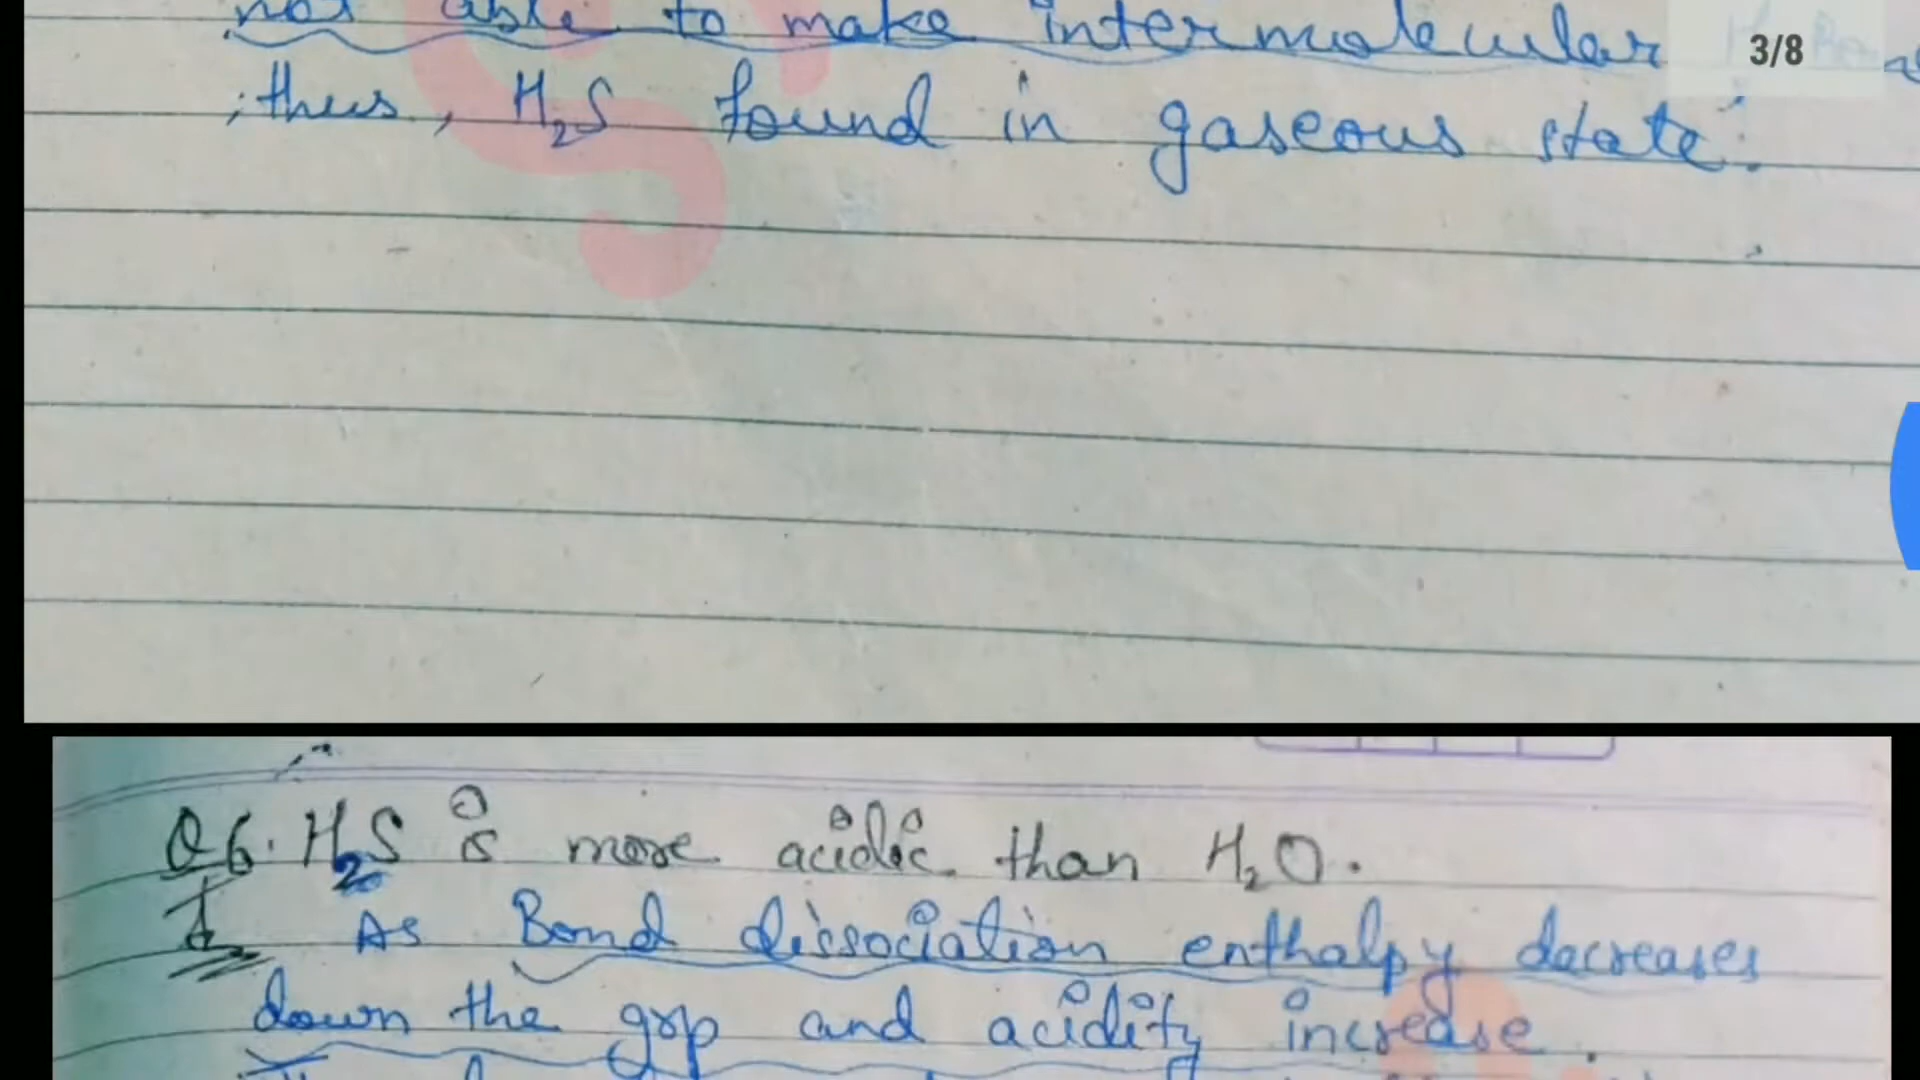 not able to make intermolecular
3/8
; thus, H₂S found in gaseous state.
Q6. H₂S is more acidic than H₂O.
As Bond dissociation enthalpy decreases
down the grp and acidity increase.